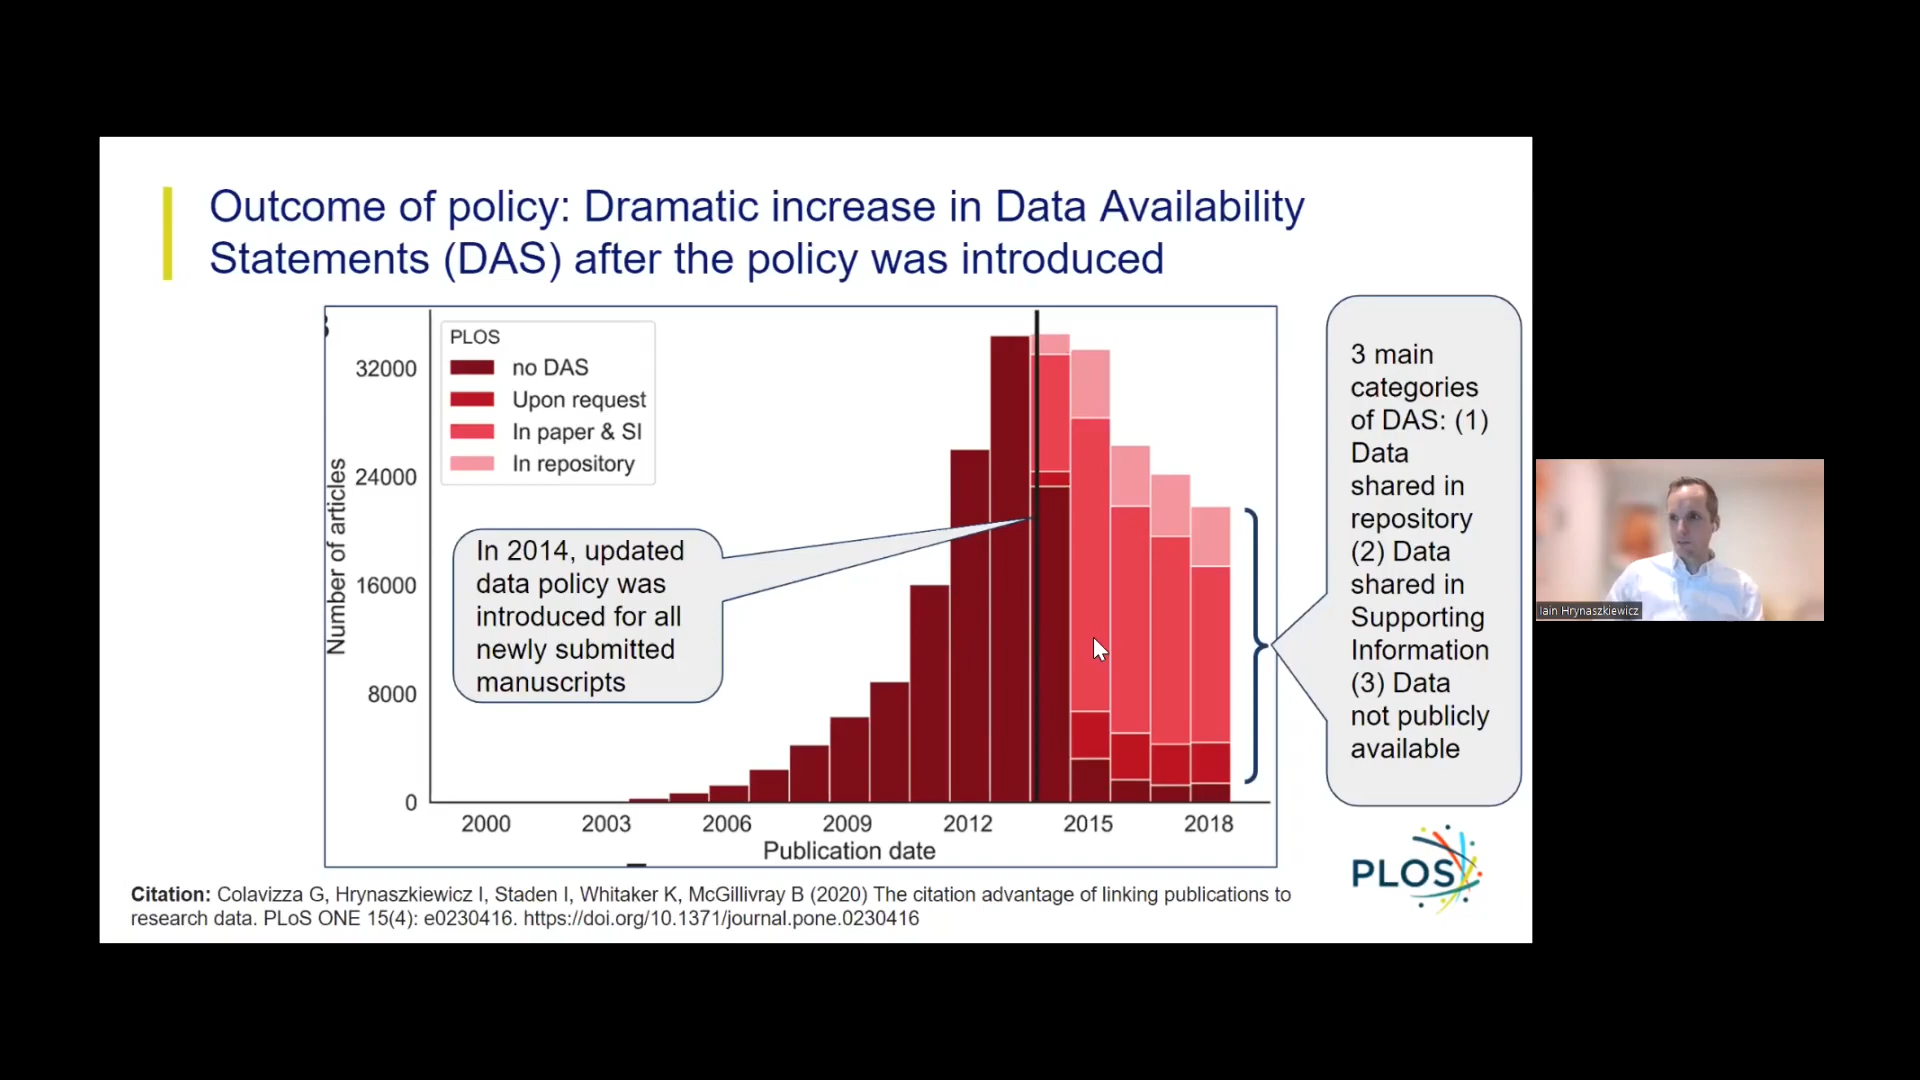 Outcome of policy: Dramatic increase in Data Availability
Statements (DAS) after the policy was introduced
PLOS
no DAS
Upon request
In paper & SI
In repository
Number of articles
32000
24000
16000
8000
0
2000 2003 2006 2009 2012 2015 2018
Publication date
In 2014, updated
data policy was
introduced for all
newly submitted
manuscripts
3 main
categories
of DAS: (1)
Data
shared in
repository
(2) Data
shared in
Supporting
Information
(3) Data
not publicly
available
Iain Hrynaszkiewicz
PLOS
Citation: Colavizza G, Hrynaszkiewicz I, Staden I, Whitaker K, McGillivray B (2020) The citation advantage of linking publications to
research data. PLoS ONE 15(4): e0230416. https://doi.org/10.1371/journal.pone.0230416